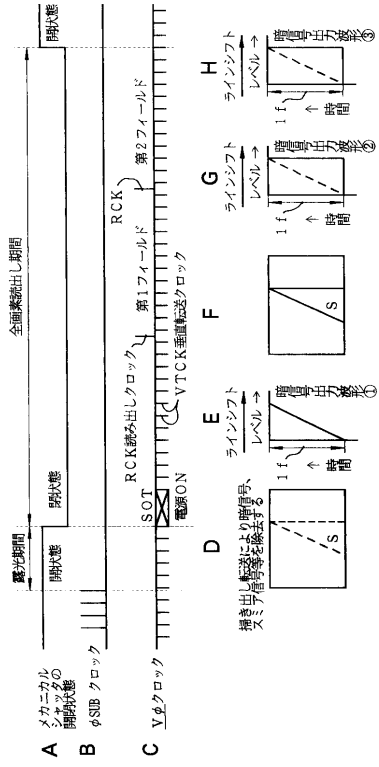 A
メカニカル
シャッタの
開閉状態
開状態
閉状態
開状態
露光期間
全画素読出し期間
B
φSUB クロック
C
Vφクロック
SOT
電源ON
RCK読み出しクロック
VTCK垂直転送クロック
第1フィールド
RCK
第2フィールド
掃き出し転送により暗信号、
スミア信号等を除去する
D
S
E
ラインシフト
レベル →
1f
↑
時間
暗信号出力波形①
F
S
G
ラインシフト
レベル →
1f
↑
時間
暗信号出力波形②
H
ラインシフト
レベル →
1f
↑
時間
暗信号出力波形③